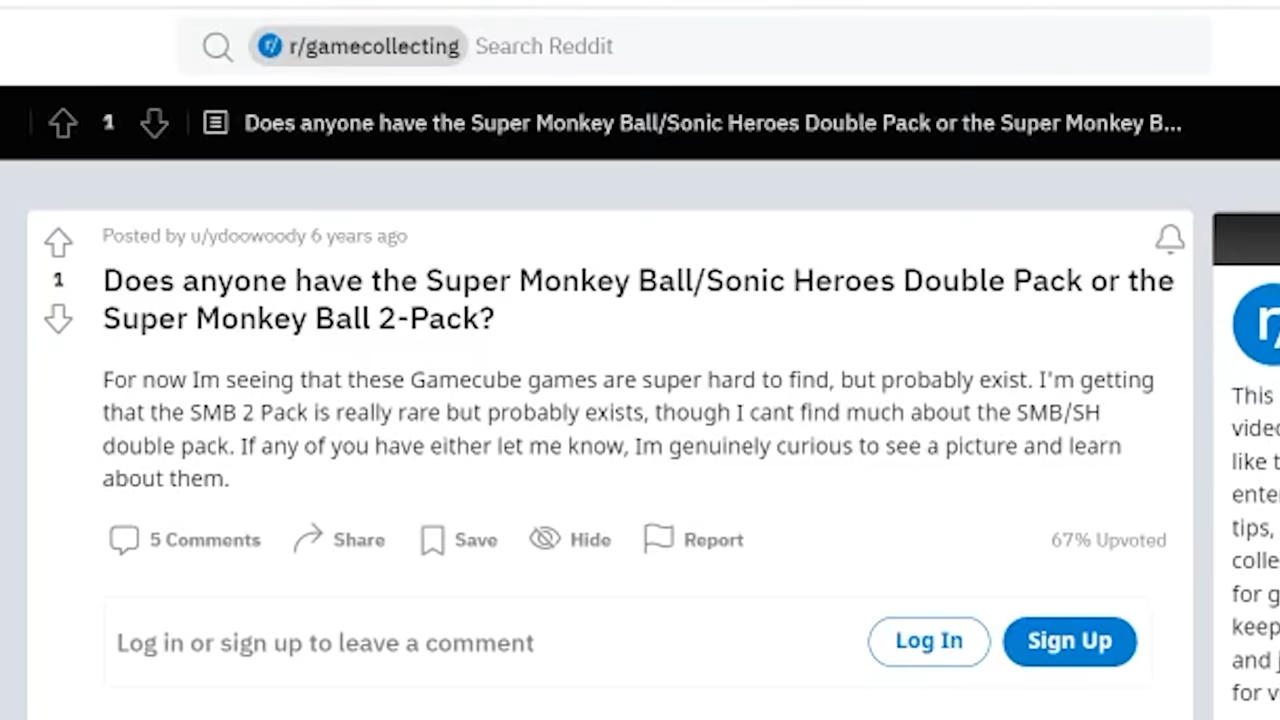 r/gamecollecting Search Reddit
1 Does anyone have the Super Monkey Ball/Sonic Heroes Double Pack or the Super Monkey B...
Posted by u/ydoowoody 6 years ago
1
Does anyone have the Super Monkey Ball/Sonic Heroes Double Pack or the
Super Monkey Ball 2-Pack?
For now Im seeing that these Gamecube games are super hard to find, but probably exist. I'm getting
that the SMB 2 Pack is really rare but probably exists, though I cant find much about the SMB/SH
double pack. If any of you have either let me know, Im genuinely curious to see a picture and learn
about them.
5 Comments Share Save Hide Report 67% Upvoted
Log in or sign up to leave a comment Log In Sign Up
r/
This
like t
tips,
for g
and
for v